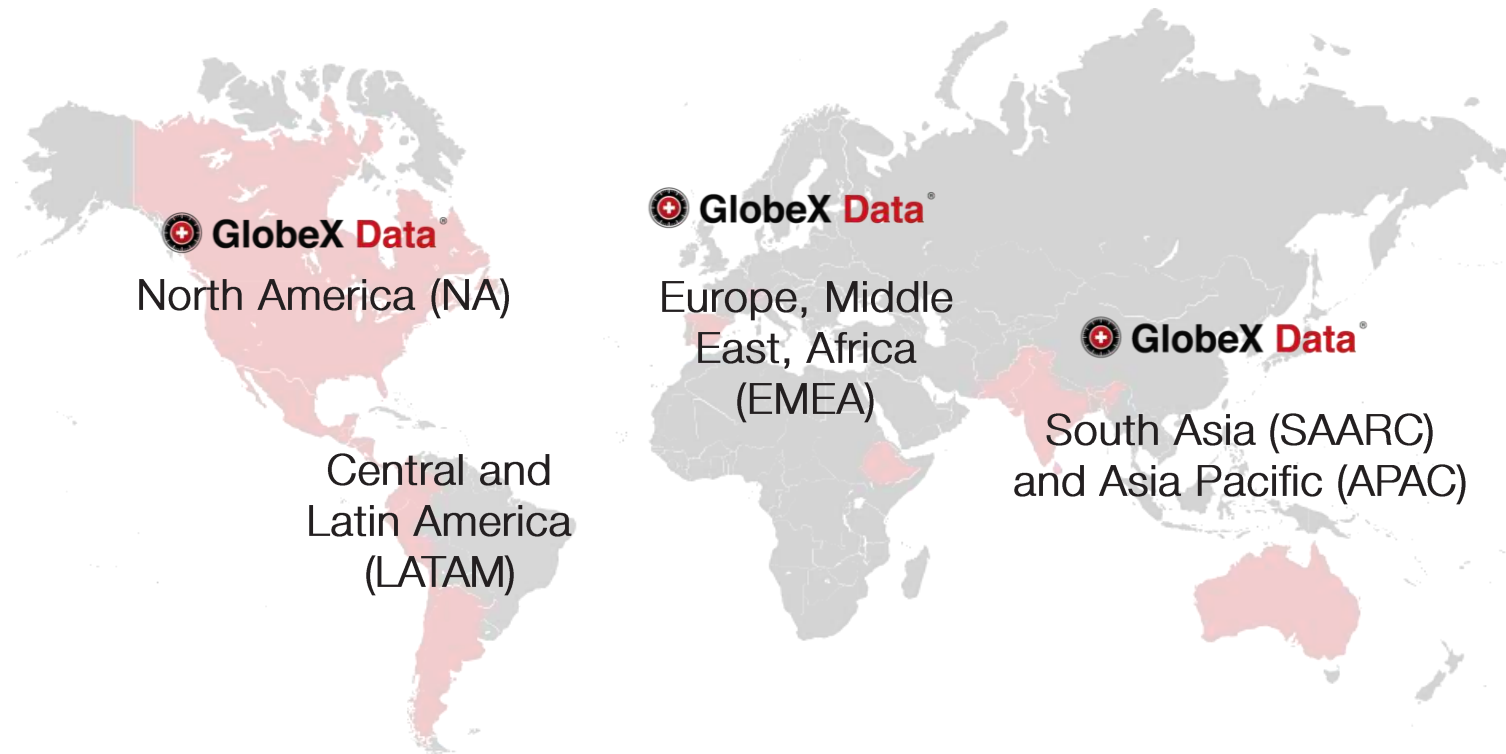 GlobeX Data®
North America (NA)
Central and
Latin America
(LATAM)
GlobeX Data®
Europe, Middle
East, Africa
(EMEA)
GlobeX Data®
South Asia (SAARC)
and Asia Pacific (APAC)